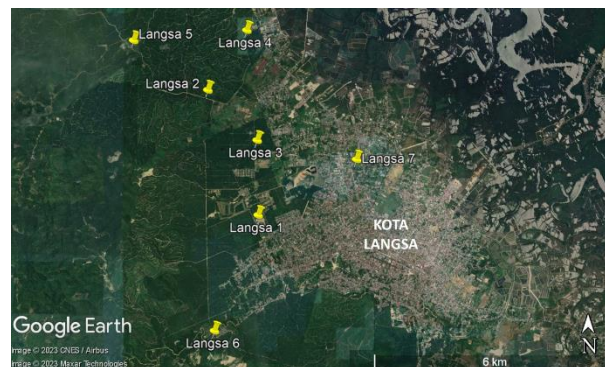 Langsa 5
Langsa 4
Langsa 2
Langsa 3
Langsa 7
Langsa 1
KOTA
LANGSA
Langsa 6
Google Earth
Image © 2023 CNES / Airbus
Image © 2023 Maxar Technologies
N
6 km